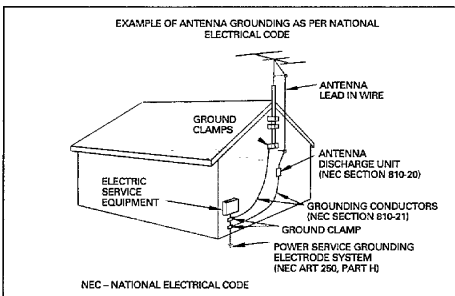 EXAMPLE OF ANTENNA GROUNDING AS PER NATIONAL
ELECTRICAL CODE
ANTENNA
LEAD IN WIRE
GROUND
CLAMPS
ANTENNA
DISCHARGE UNIT
(NEC SECTION 810-20)
ELECTRIC
SERVICE
EQUIPMENT
GROUNDING CONDUCTORS
(NEC SECTION 810-21)
GROUND CLAMP
POWER SERVICE GROUNDING
ELECTRODE SYSTEM
(NEC ART 250, PART H)
NEC – NATIONAL ELECTRICAL CODE